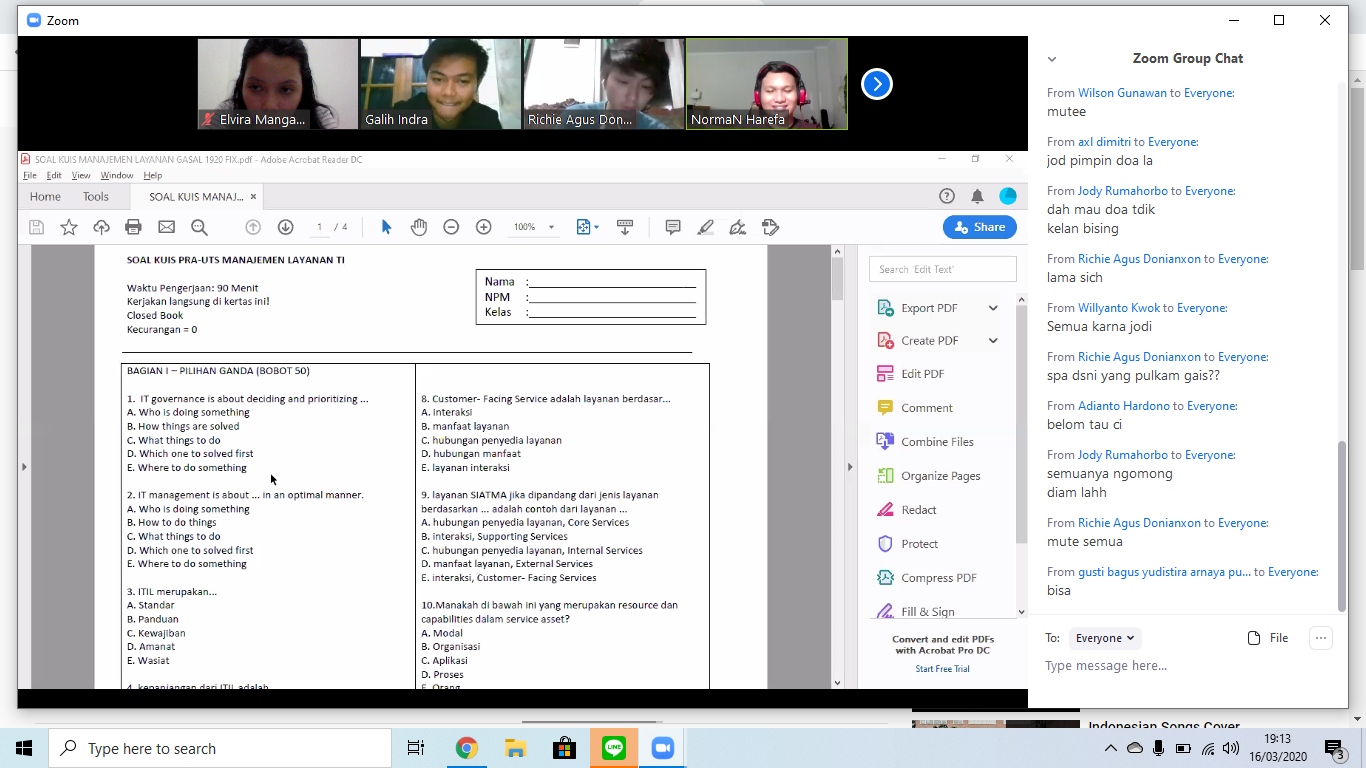 Zoom
Elvira Manga...
Galih Indra
Richie Agus Don...
NormaN Harefa
SOAL KUIS MANAJEMEN LAYANAN GASAL 1920 FIX.pdf - Adobe Acrobat Reader DC
File Edit View Window Help
Home Tools SOAL KUIS MANAJ... ×
1 / 4 100% Share
SOAL KUIS PRA-UTS MANAJEMEN LAYANAN TI
Waktu Pengerjaan: 90 Menit
Kerjakan langsung di kertas ini!
Closed Book
Kecurangan = 0
Nama :
NPM :
Kelas :
BAGIAN I – PILIHAN GANDA (BOBOT 50)
1. IT governance is about deciding and prioritizing ...
A. Who is doing something
B. How things are solved
C. What things to do
D. Which one to solved first
E. Where to do something
2. IT management is about ... in an optimal manner.
A. Who is doing something
B. How to do things
C. What things to do
D. Which one to solved first
E. Where to do something
3. ITIL merupakan...
A. Standar
B. Panduan
C. Kewajiban
D. Amanat
E. Wasiat
4. kepanjangan dari ITIL adalah
8. Customer- Facing Service adalah layanan berdasar...
A. interaksi
B. manfaat layanan
C. hubungan penyedia layanan
D. hubungan manfaat
E. layanan interaksi
9. layanan SIATMA jika dipandang dari jenis layanan
berdasarkan ... adalah contoh dari layanan ...
A. hubungan penyedia layanan, Core Services
B. interaksi, Supporting Services
C. hubungan penyedia layanan, Internal Services
D. manfaat layanan, External Services
E. interaksi, Customer- Facing Services
10.Manakah di bawah ini yang merupakan resource dan
capabilities dalam service asset?
A. Modal
B. Organisasi
C. Aplikasi
D. Proses
E. Orang
Search 'Edit Text'
Export PDF
Create PDF
Edit PDF
Comment
Combine Files
Organize Pages
Redact
Protect
Compress PDF
Fill & Sign
Convert and edit PDFs
with Acrobat Pro DC
Start Free Trial
Zoom Group Chat
From Wilson Gunawan to Everyone:
mutee
From axl dimitri to Everyone:
jod pimpin doa la
From Jody Rumahorbo to Everyone:
dah mau doa tdik
kelan bising
From Richie Agus Donianxon to Everyone:
lama sich
From Willyanto Kwok to Everyone:
Semua karna jodi
From Richie Agus Donianxon to Everyone:
spa dsni yang pulkam gais??
From Adianto Hardono to Everyone:
belom tau ci
From Jody Rumahorbo to Everyone:
semuanya ngomong
diam lahh
From Richie Agus Donianxon to Everyone:
mute semua
From gusti bagus yudistira arnaya pu... to Everyone:
bisa
To: Everyone File ...
Type message here...
Indonesian Songs Cover
Type here to search
LINE
19:13
16/03/2020
3